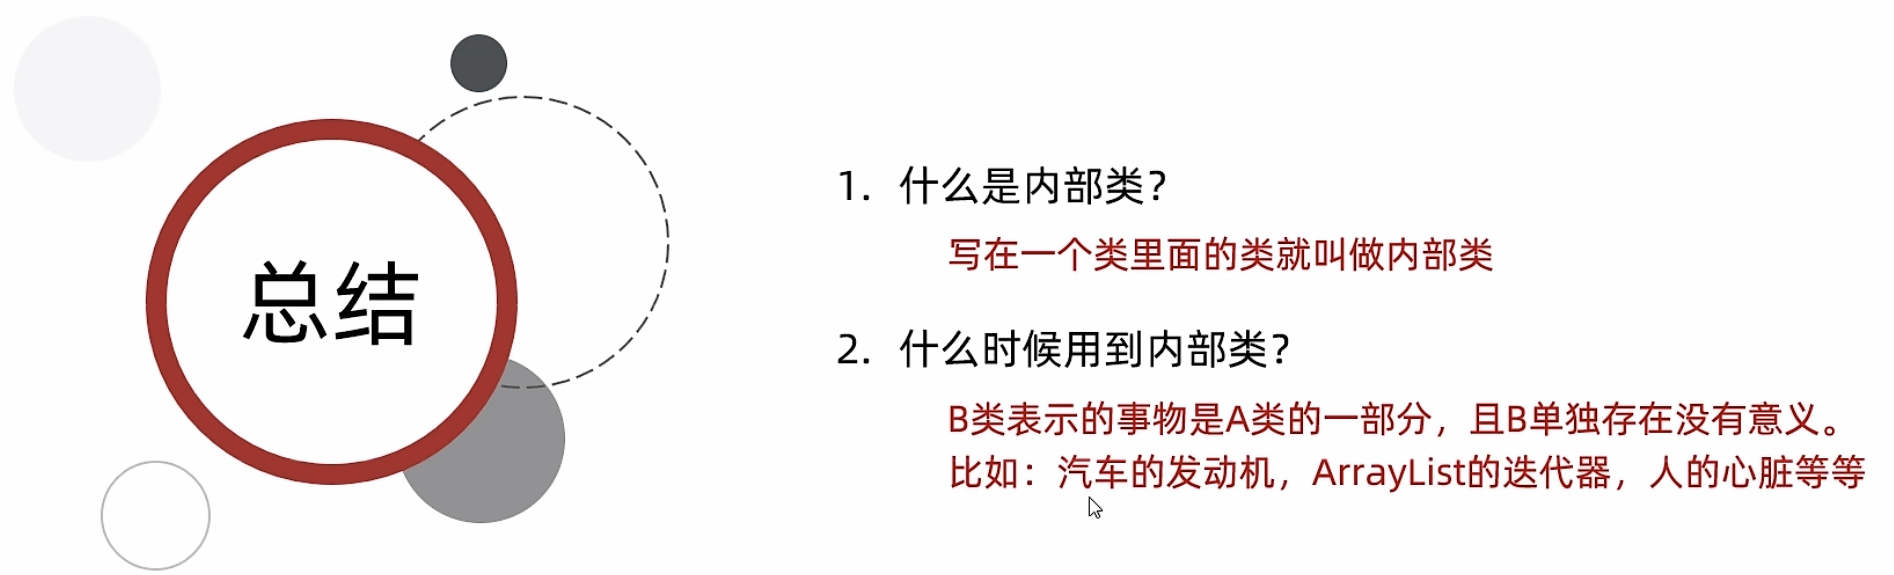 总结
1. 什么是内部类？
写在一个类里面的类就叫做内部类
2. 什么时候用到内部类？
B类表示的事物是A类的一部分，且B单独存在没有意义。
比如：汽车的发动机，ArrayList的迭代器，人的心脏等等